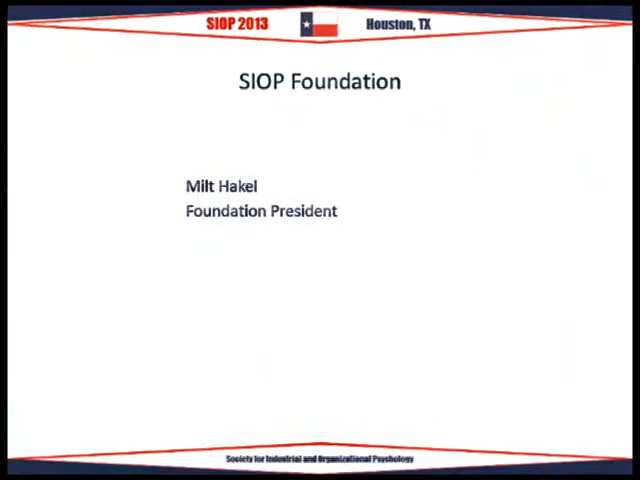 SIOP 2013 Houston, TX
SIOP Foundation
Milt Hakel
Foundation President
Society for Industrial and Organizational Psychology